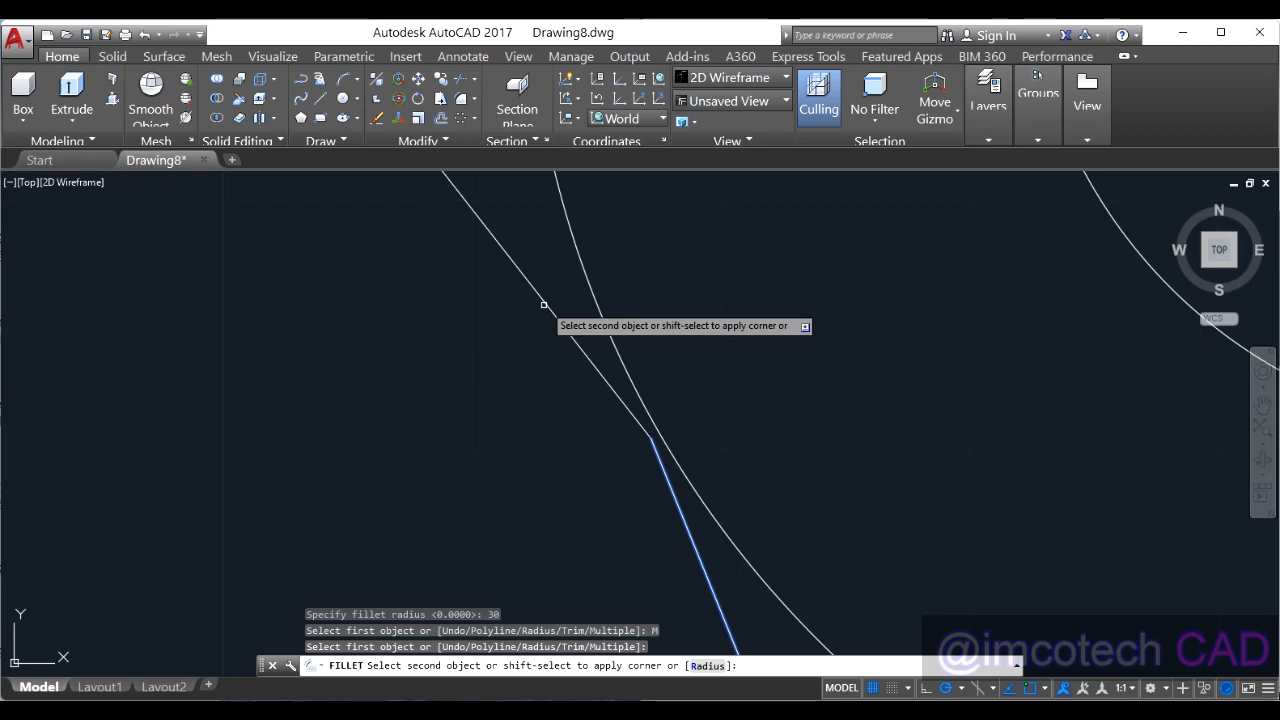 Autodesk AutoCAD 2017 Drawing8.dwg
Type a keyword or phrase
Sign In
Home Solid Surface Mesh Visualize Parametric Insert Annotate View Manage Output Add-ins A360 Express Tools Featured Apps BIM 360 Performance
Box Extrude Smooth Object Section Plane 2D Wireframe Unsaved View World Culling No Filter Move Gizmo Layers Groups View
Modeling Mesh Solid Editing Draw Modify Section Coordinates View Selection
Start Drawing8* +
[−][Top][2D Wireframe]
N
W TOP E
S
WCS
Select second object or shift-select to apply corner or
Y
X
Specify fillet radius <0.0000>: 30
Select first object or [Undo/Polyline/Radius/Trim/Multiple]: M
Select first object or [Undo/Polyline/Radius/Trim/Multiple]:
FILLET Select second object or shift-select to apply corner or [Radius]:
@imcotech CAD
Model Layout1 Layout2 +
MODEL 1:1